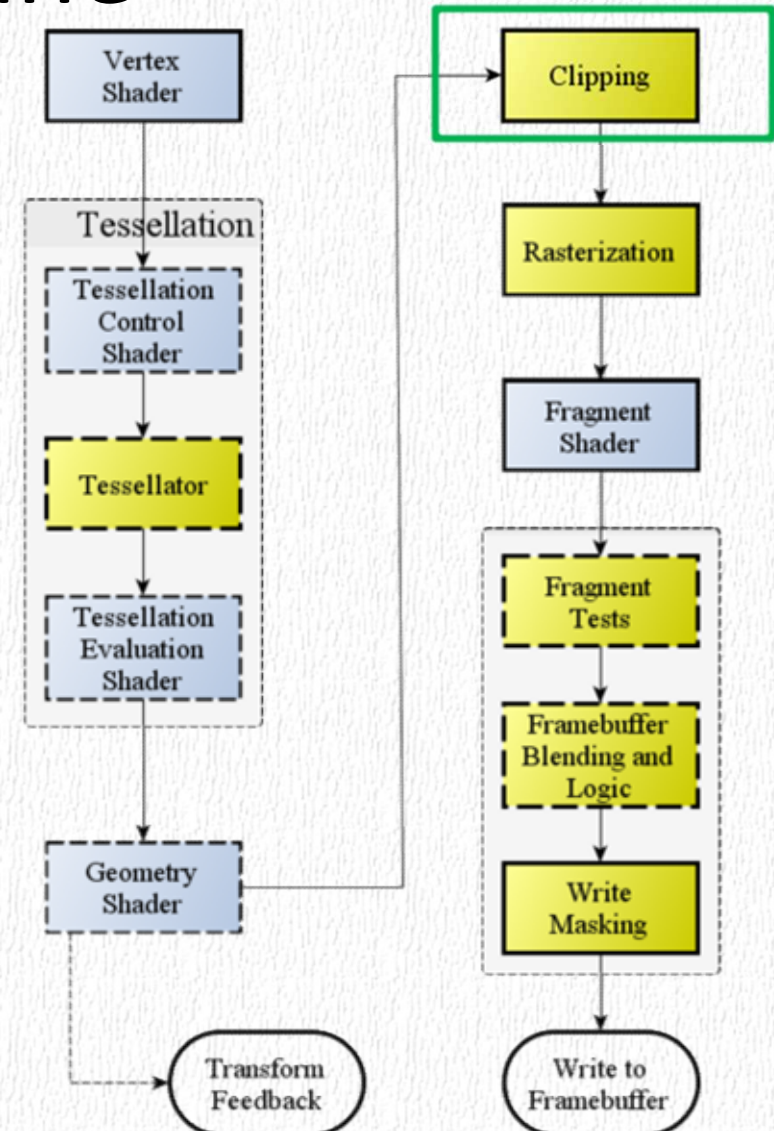 Vertex
Shader
Tessellation
Tessellation
Control
Shader
Tessellator
Tessellation
Evaluation
Shader
Geometry
Shader
Transform
Feedback
Clipping
Rasterization
Fragment
Shader
Fragment
Tests
Framebuffer
Blending and
Logic
Write
Masking
Write to
Framebuffer